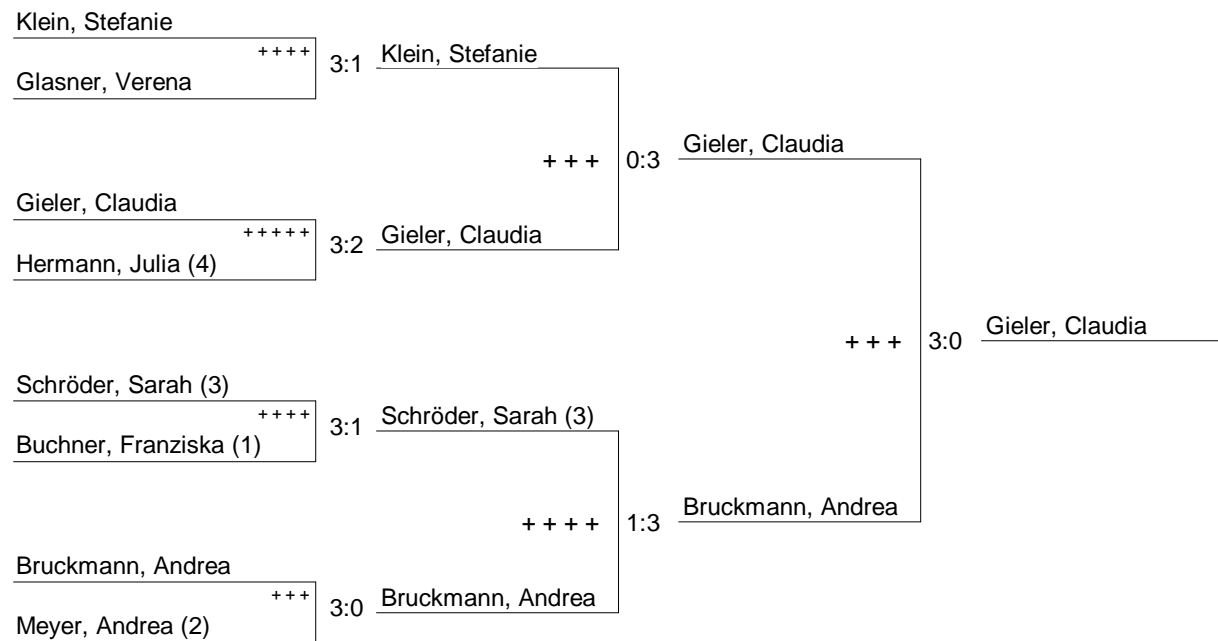 Klein, Stefanie
++++
3:1
Klein, Stefanie
Glasner, Verena
+ + +
0:3
Gieler, Claudia
Gieler, Claudia
+++++
3:2
Gieler, Claudia
Hermann, Julia (4)
+ + +
3:0
Gieler, Claudia
Schröder, Sarah (3)
++++
3:1
Schröder, Sarah (3)
Buchner, Franziska (1)
+ + + +
1:3
Bruckmann, Andrea
Bruckmann, Andrea
+++
3:0
Bruckmann, Andrea
Meyer, Andrea (2)